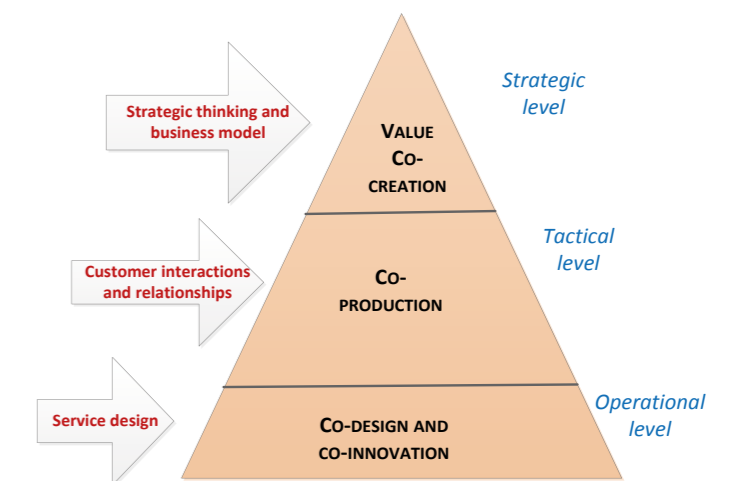 Strategic
level
Strategic thinking and
business model
VALUE
CO-
CREATION
Tactical
level
Customer interactions
and relationships
CO-
PRODUCTION
Operational
level
Service design
CO-DESIGN AND
CO-INNOVATION